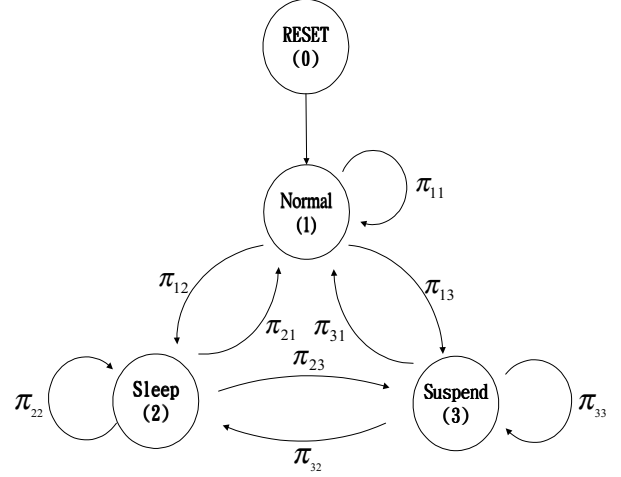 RESET
(0)
Normal
(1)
π11
π12
π13
π21
π31
π23
Sleep
(2)
Suspend
(3)
π22
π33
π32